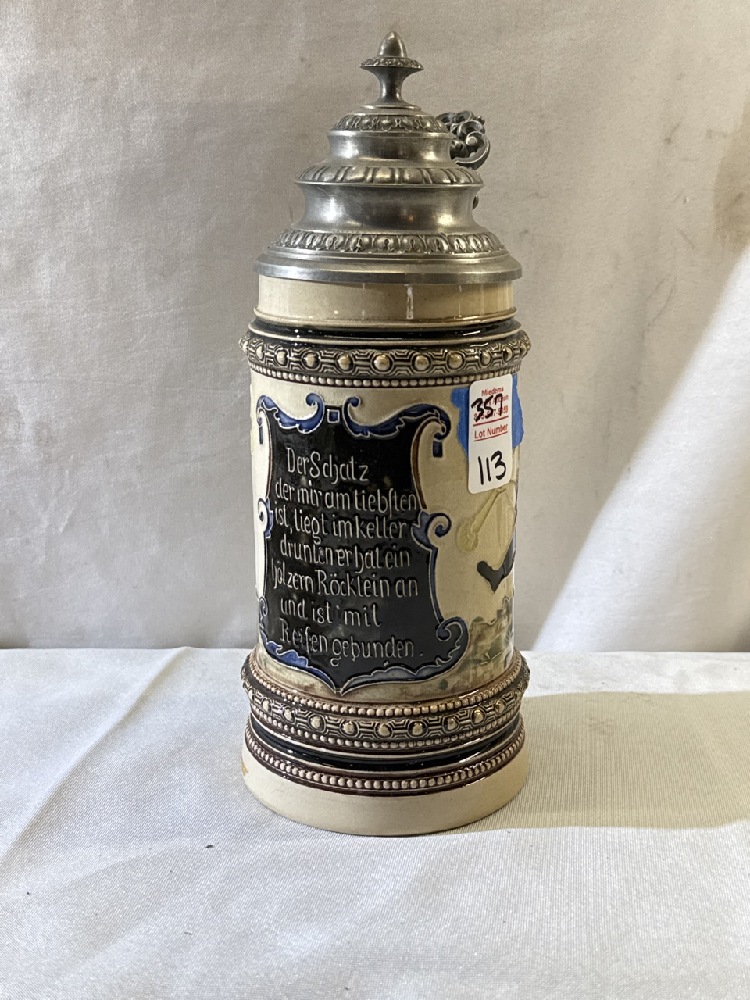 Der Schatz
der mir am liebsten
ist, liegt im keller
drunten er hat ein
hölzern Röcklein an
und ist mit
Reifen gebunden.
357
Lot Number
113